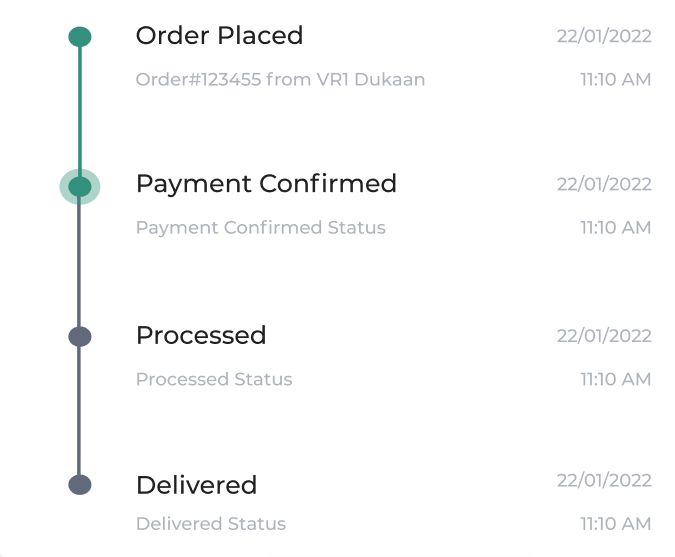 Order Placed 22/01/2022
Order#123455 from VR1 Dukaan 11:10 AM
Payment Confirmed 22/01/2022
Payment Confirmed Status 11:10 AM
Processed 22/01/2022
Processed Status 11:10 AM
Delivered 22/01/2022
Delivered Status 11:10 AM